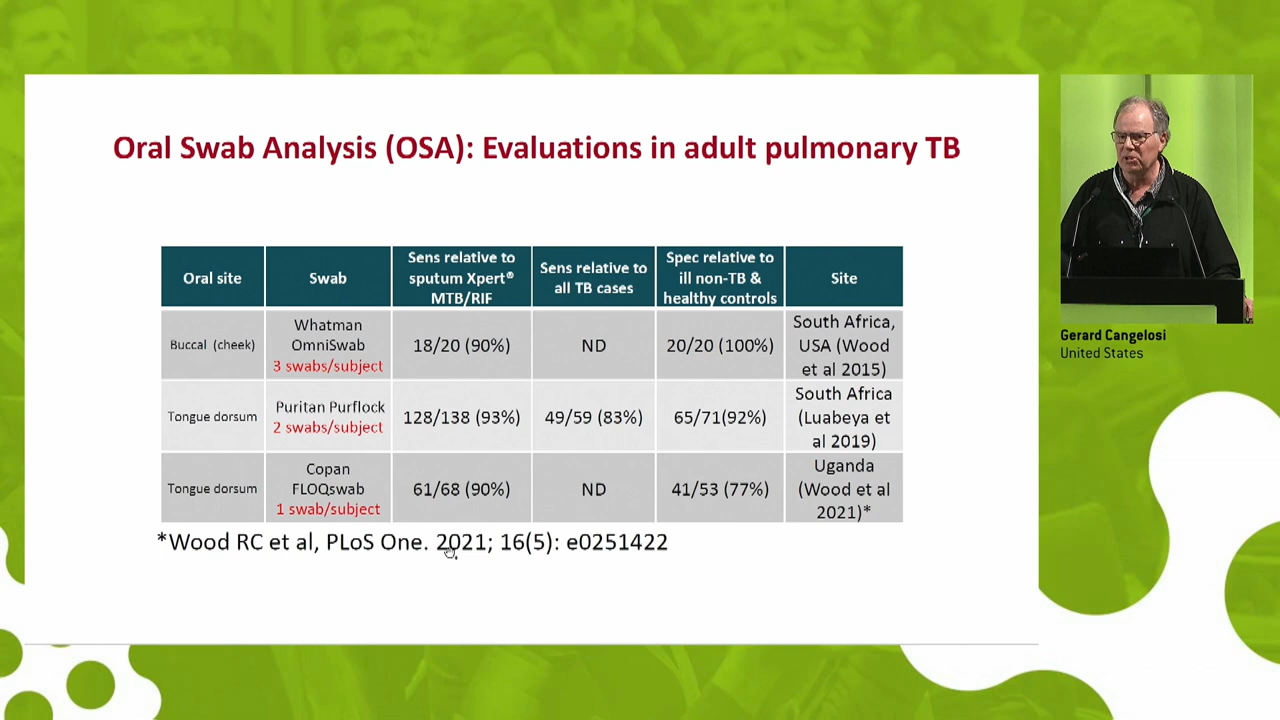 Oral Swab Analysis (OSA): Evaluations in adult pulmonary TB
Oral site
Swab
Sens relative to
sputum Xpert®
MTB/RIF
Sens relative to
all TB cases
Spec relative to
ill non-TB &
healthy controls
Site
Buccal (cheek)
Whatman
OmniSwab
3 swabs/subject
18/20 (90%)
ND
20/20 (100%)
South Africa,
USA (Wood
et al 2015)
Tongue dorsum
Puritan Purflock
2 swabs/subject
128/138 (93%)
49/59 (83%)
65/71(92%)
South Africa
(Luabeya et
al 2019)
Tongue dorsum
Copan
FLOQswab
1 swab/subject
61/68 (90%)
ND
41/53 (77%)
Uganda
(Wood et al
2021)*
*Wood RC et al, PLoS One. 2021; 16(5): e0251422
Gerard Cangelosi
United States